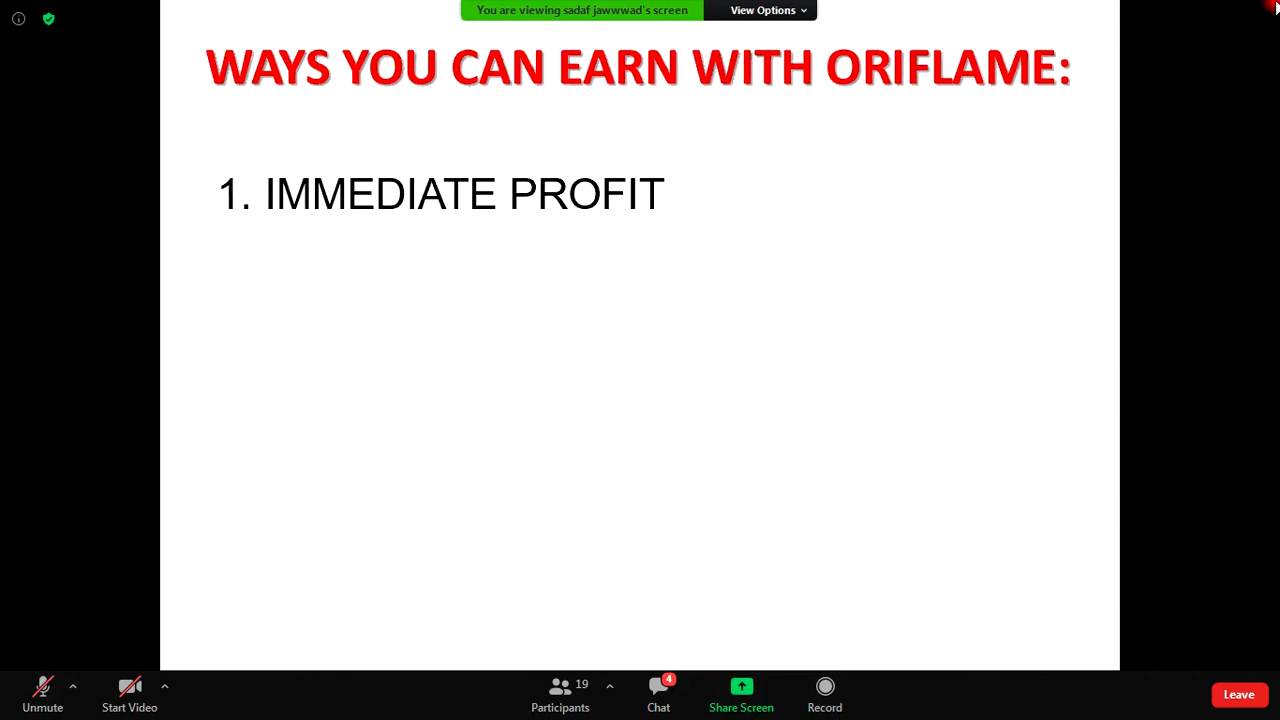 You are viewing sadaf jawwwad's screen
View Options
WAYS YOU CAN EARN WITH ORIFLAME:
1. IMMEDIATE PROFIT
19
4
Unmute
Start Video
Participants
Chat
Share Screen
Record
Leave